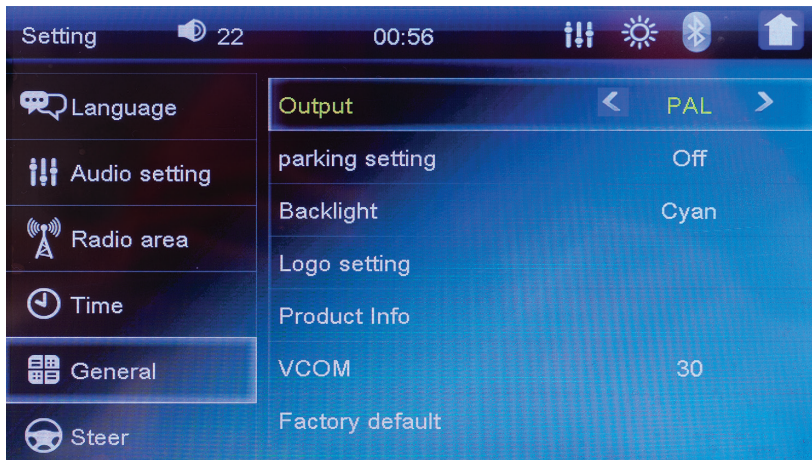 Setting 22 00:56
Language
Audio setting
Radio area
Time
General
Steer
Output PAL
parking setting Off
Backlight Cyan
Logo setting
Product Info
VCOM 30
Factory default